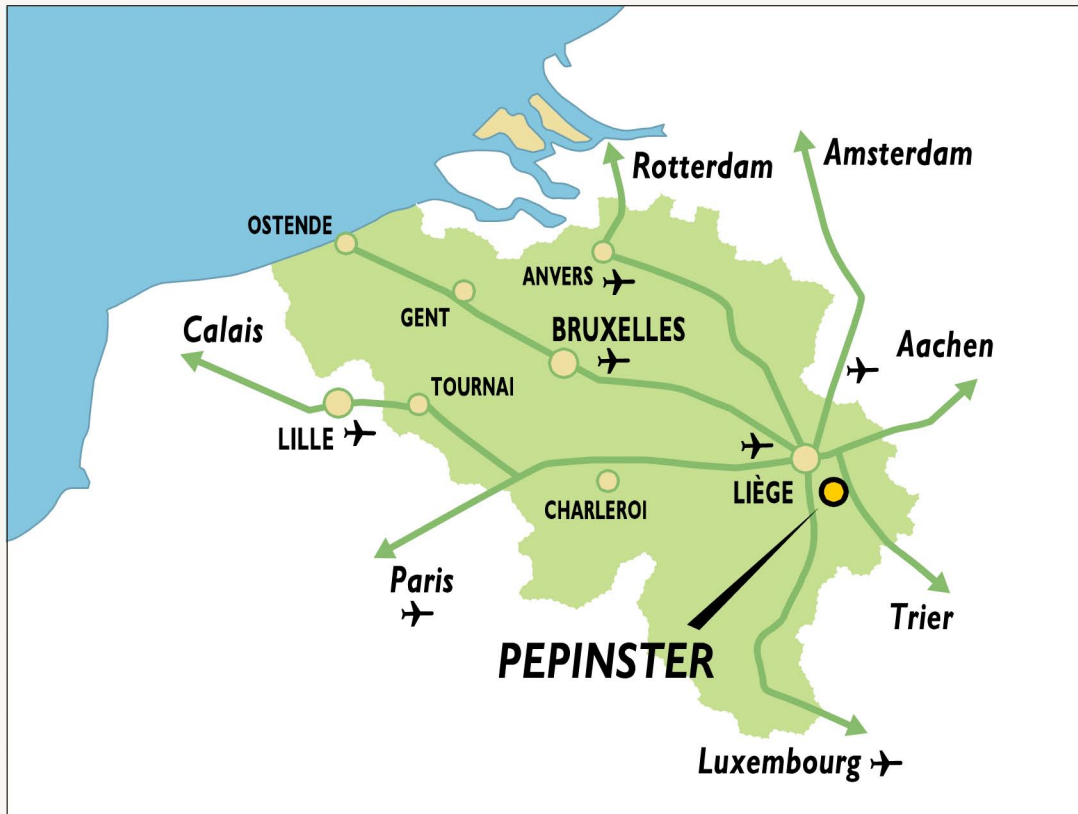 Rotterdam
Amsterdam
OSTENDE
ANVERS
GENT
BRUXELLES
Calais
Aachen
TOURNAI
LILLE
LIÈGE
CHARLEROI
Paris
Trier
PEPINSTER
Luxembourg